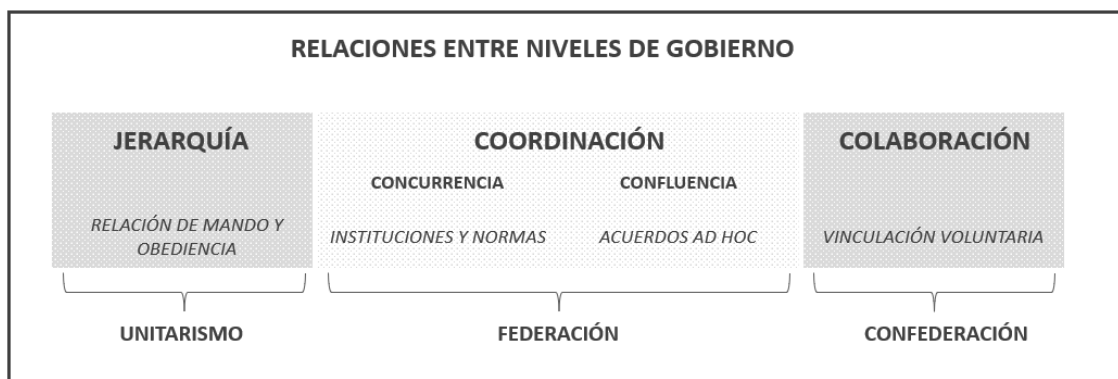 RELACIONES ENTRE NIVELES DE GOBIERNO
JERARQUÍA
RELACIÓN DE MANDO Y
OBEDIENCIA
COORDINACIÓN
CONCURRENCIA
CONFLUENCIA
INSTITUCIONES Y NORMAS
ACUERDOS AD HOC
COLABORACIÓN
VINCULACIÓN VOLUNTARIA
UNITARISMO
FEDERACIÓN
CONFEDERACIÓN